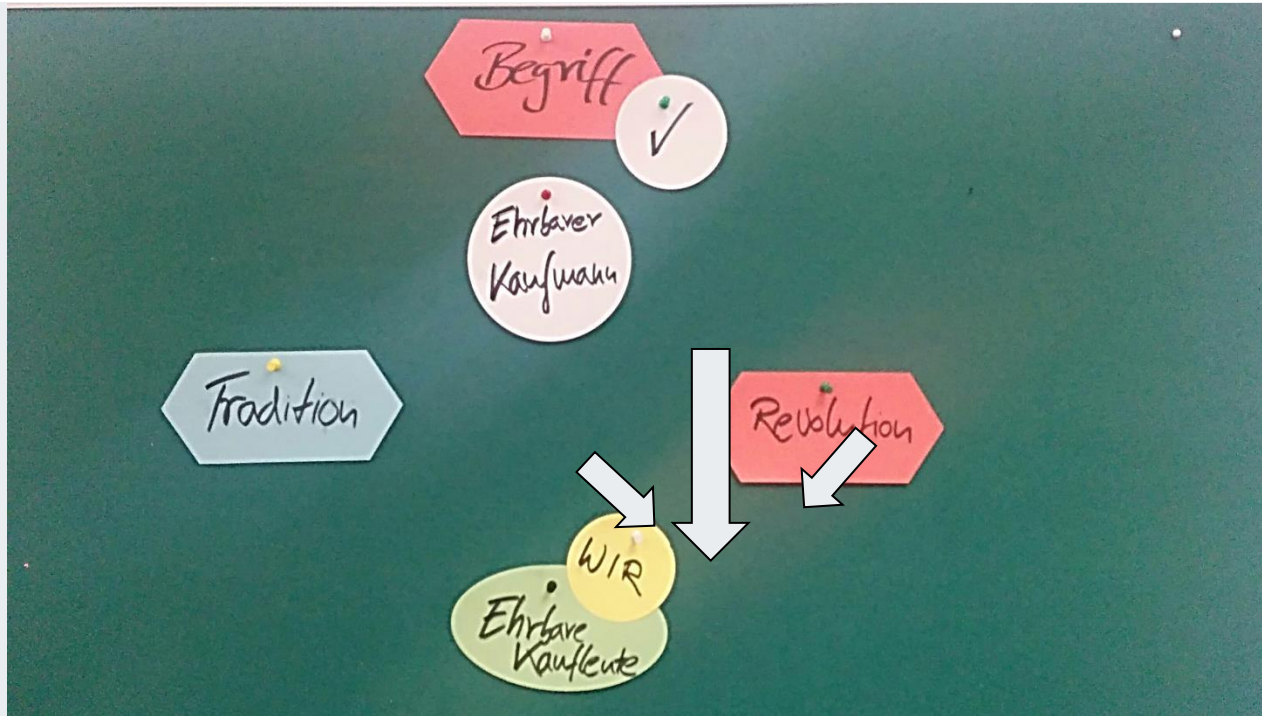 Begriff
✓
Ehrbarer
Kaufmann
Tradition
Revolution
WIR
Ehrbare
Kaufleute